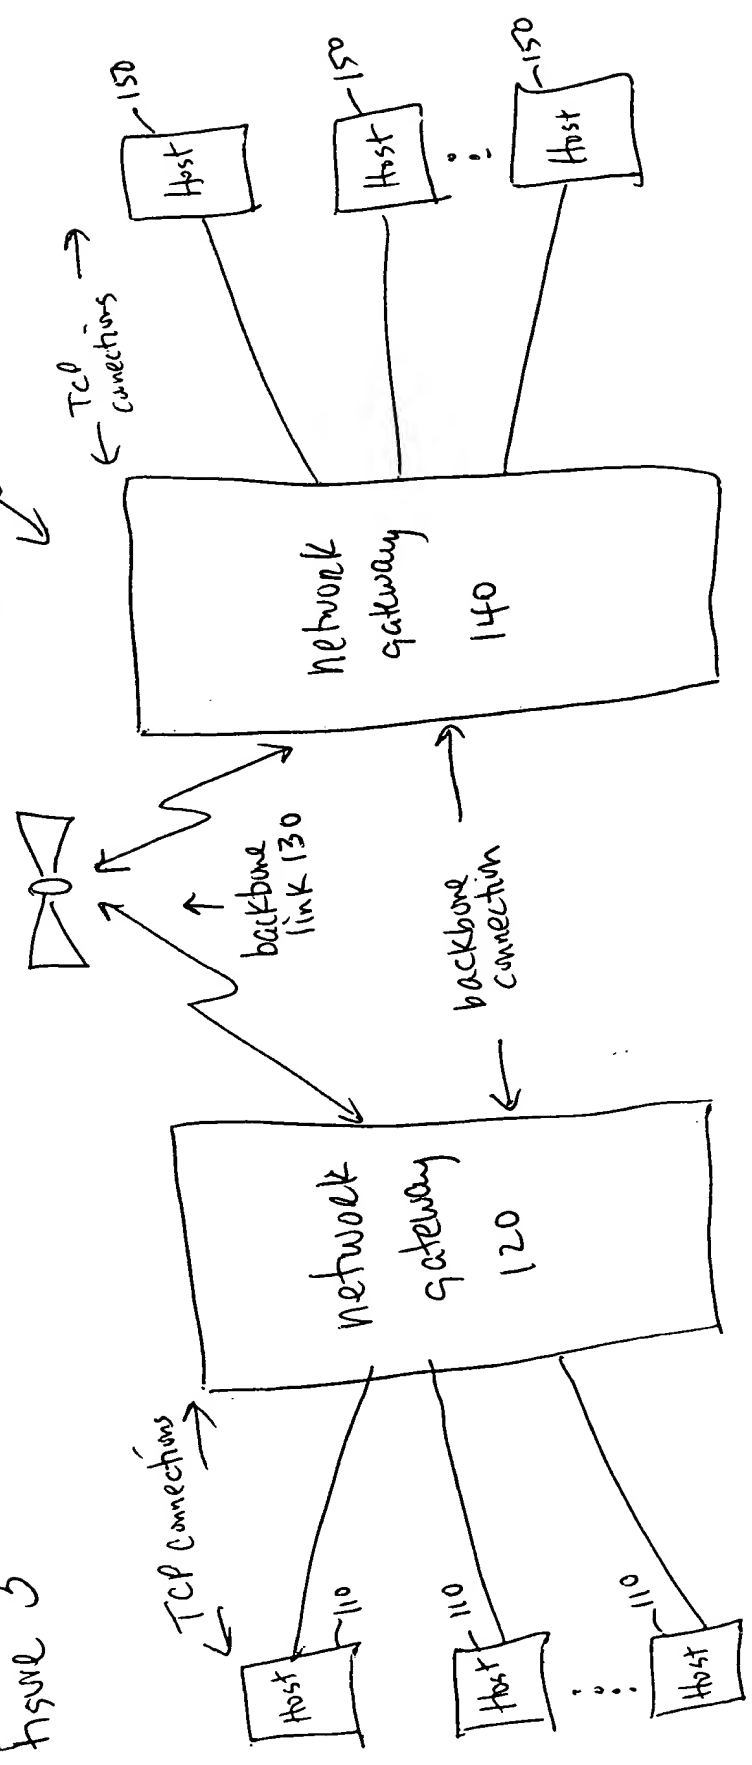 Figure 3
TCP connections
Host
110
Host
110
Host
110
network
gateway
120
backbone
link 130
backbone
connection
network
gateway
140
TCP
connections
Host
150
Host
150
Host
150